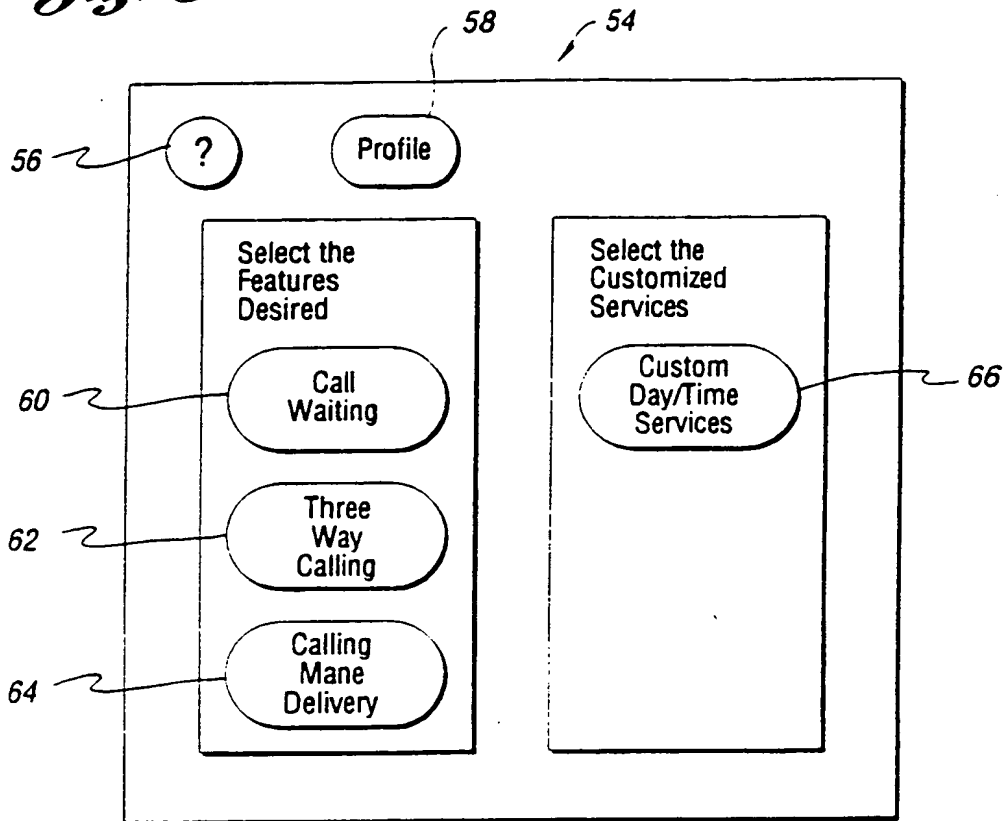 58
54
56
?
Profile
Select the
Features
Desired
Select the
Customized
Services
60
Call
Waiting
Custom
Day/Time
Services
66
62
Three
Way
Calling
64
Calling
Mane
Delivery